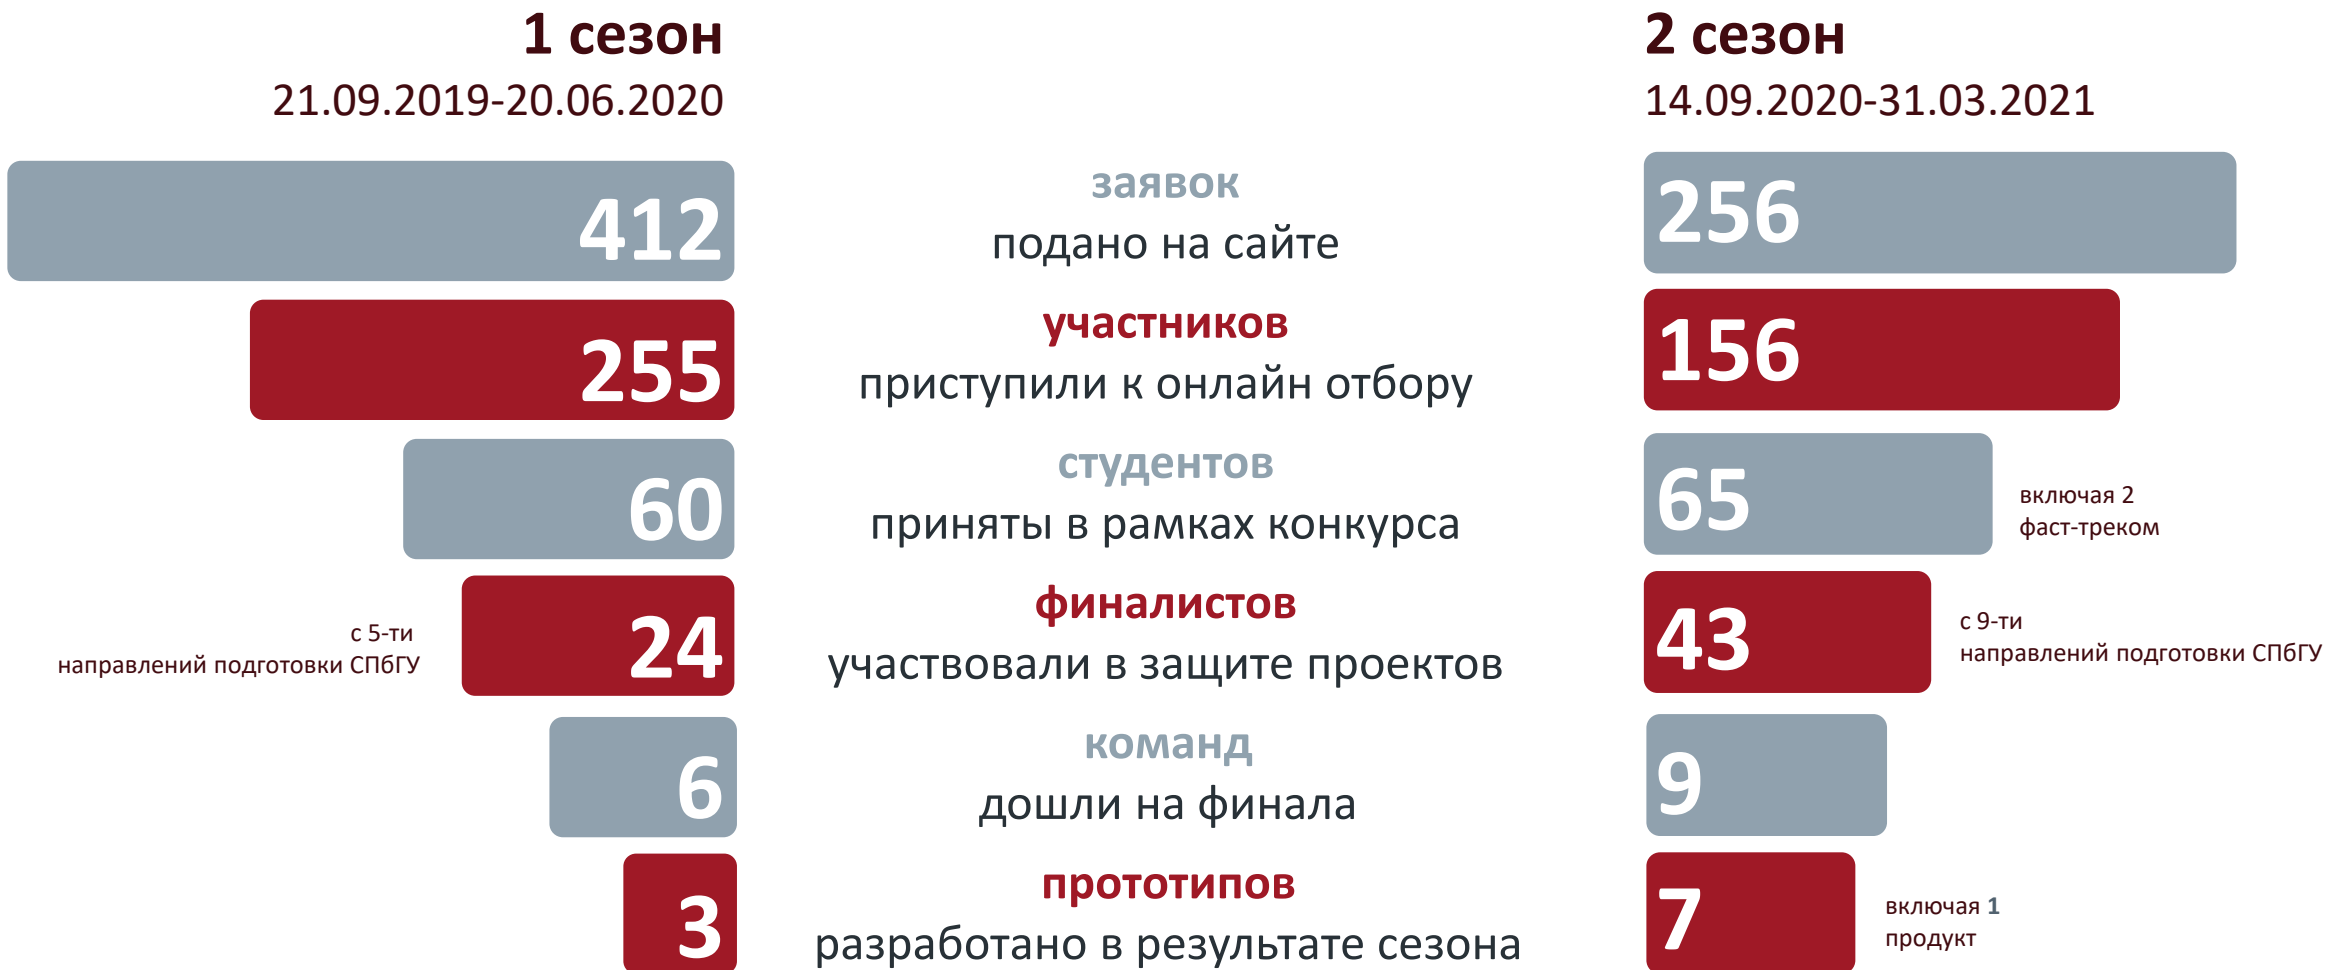 1 сезон
21.09.2019-20.06.2020
2 сезон
14.09.2020-31.03.2021
412
заявок
подано на сайте
256
255
участников
приступили к онлайн отбору
156
60
студентов
приняты в рамках конкурса
65
включая 2
фаст-треком
с 5-ти
направлений подготовки СПбГУ
24
финалистов
участвовали в защите проектов
43
с 9-ти
направлений подготовки СПбГУ
6
команд
дошли на финала
9
3
прототипов
разработано в результате сезона
7
включая 1
продукт